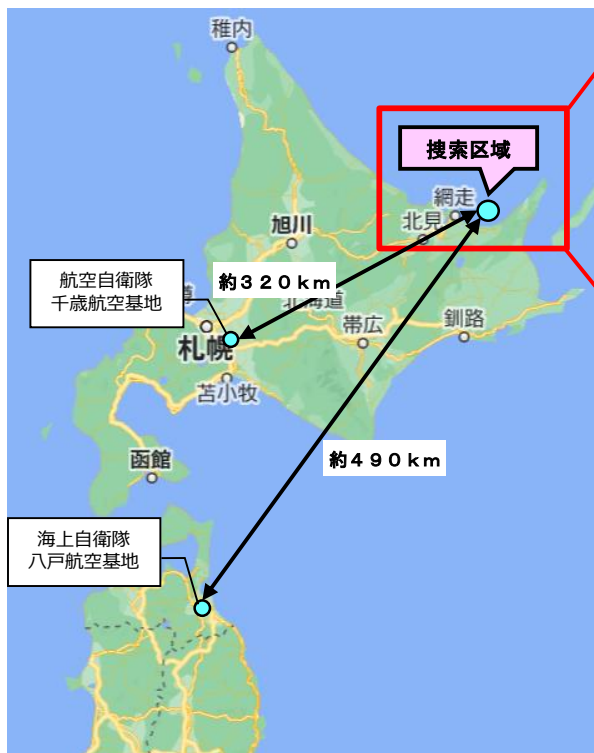 稚内
捜索区域
網走
北見
旭川
航空自衛隊
千歳航空基地
約３２０ｋｍ
札幌
帯広
釧路
苫小牧
約４９０ｋｍ
函館
海上自衛隊
八戸航空基地